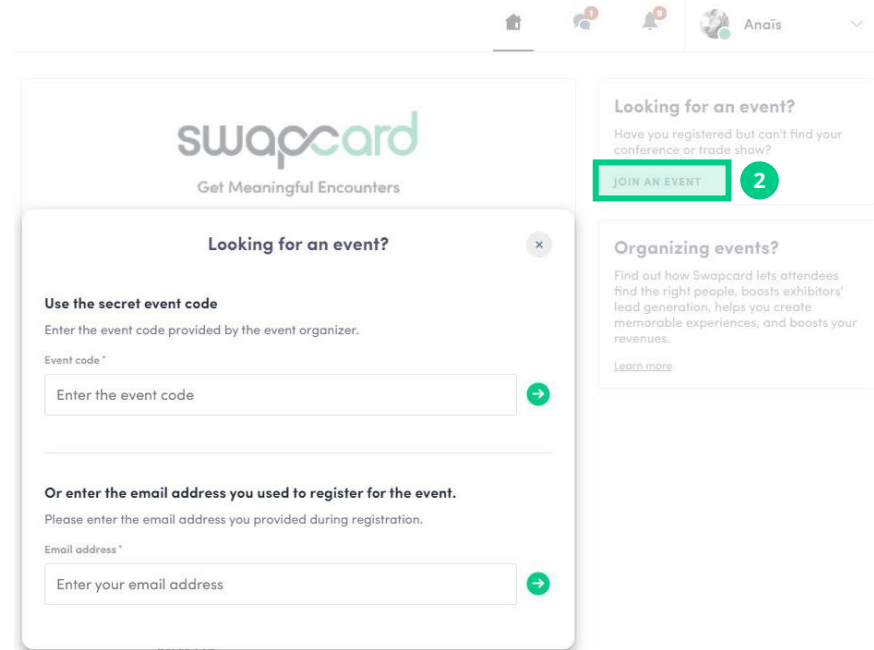 1
9
Anaïs
swapcard
Get Meaningful Encounters
Looking for an event?
Have you registered but can't find your
conference or trade show?
JOIN AN EVENT
2
Organizing events?
Find out how Swapcard lets attendees
find the right people, boosts exhibitors'
lead generation, helps you create
memorable experiences, and boosts your
revenues.
Learn more
Looking for an event?
Use the secret event code
Enter the event code provided by the event organizer.
Event code *
Enter the event code
Or enter the email address you used to register for the event.
Please enter the email address you provided during registration.
Email address *
Enter your email address